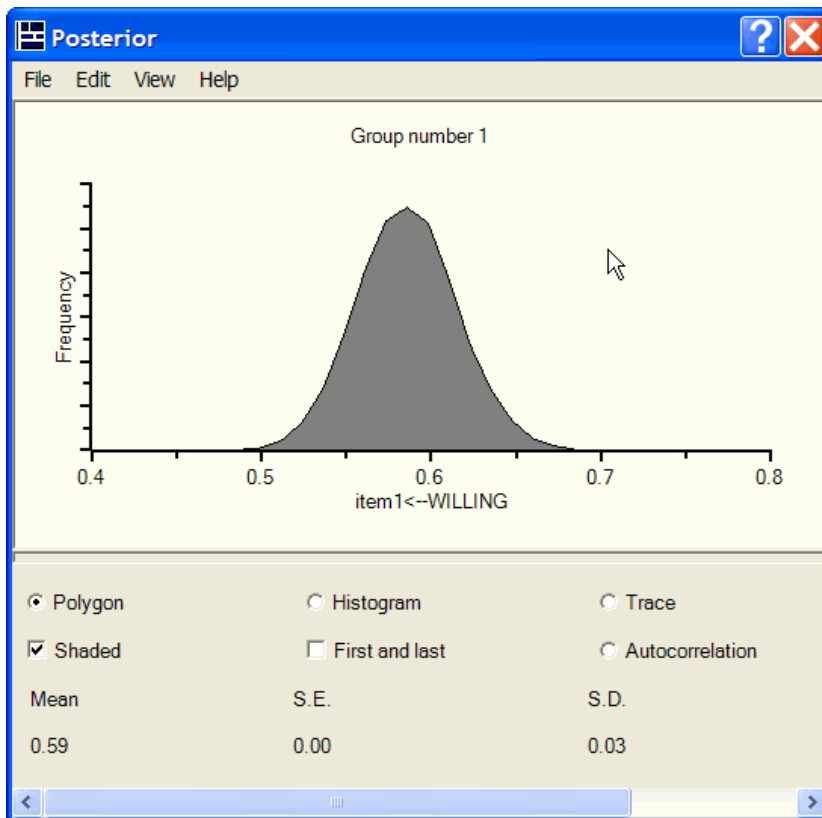 Posterior
File Edit View Help
Group number 1
Frequency
0.4 0.5 0.6 0.7 0.8
item1<--WILLING
Polygon Histogram Trace
Shaded First and last Autocorrelation
Mean S.E. S.D.
0.59 0.00 0.03